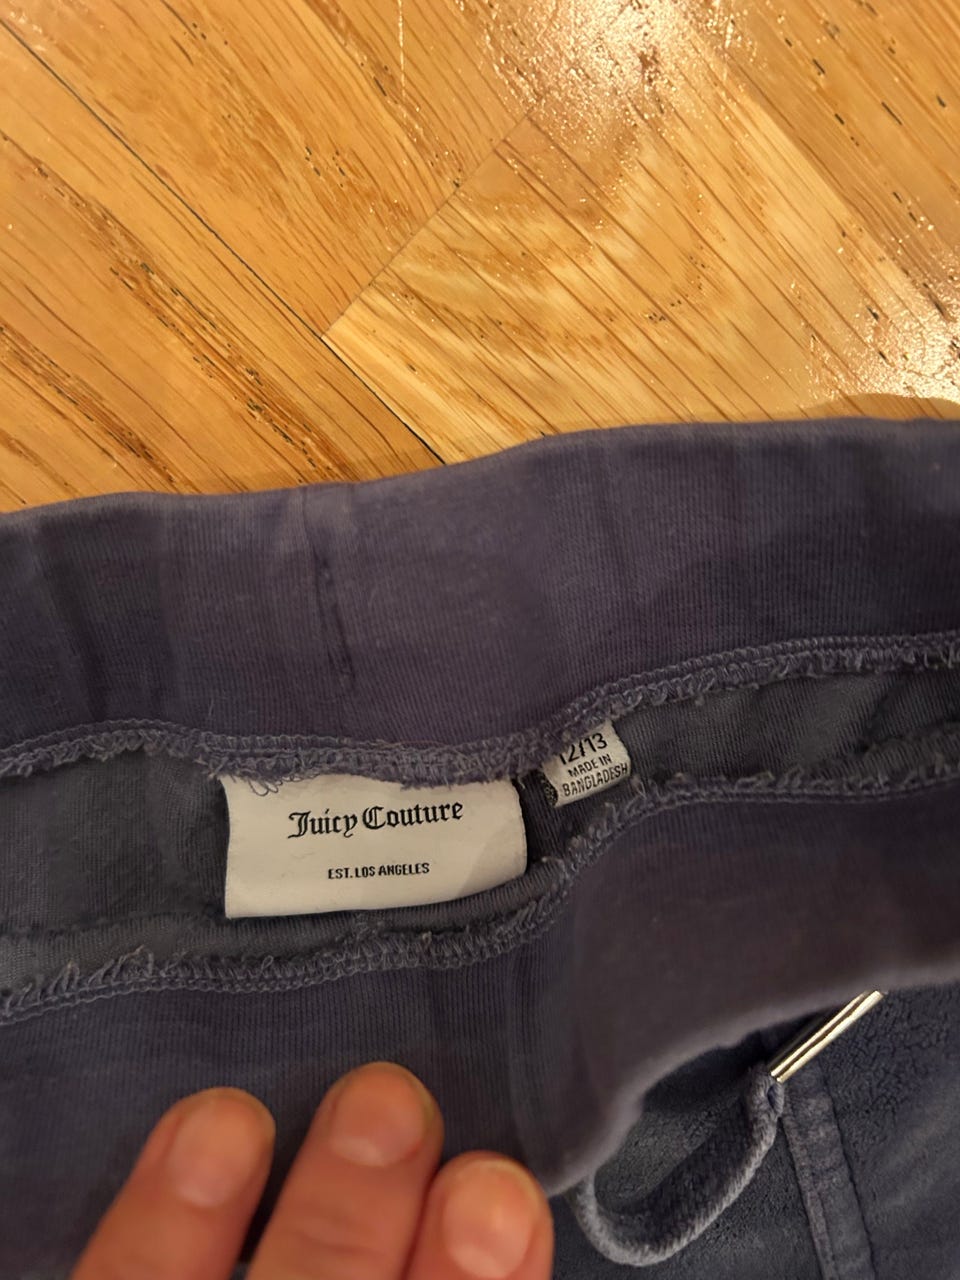 Juicy Couture
EST. LOS ANGELES
12/13
MADE IN
BANGLADESH